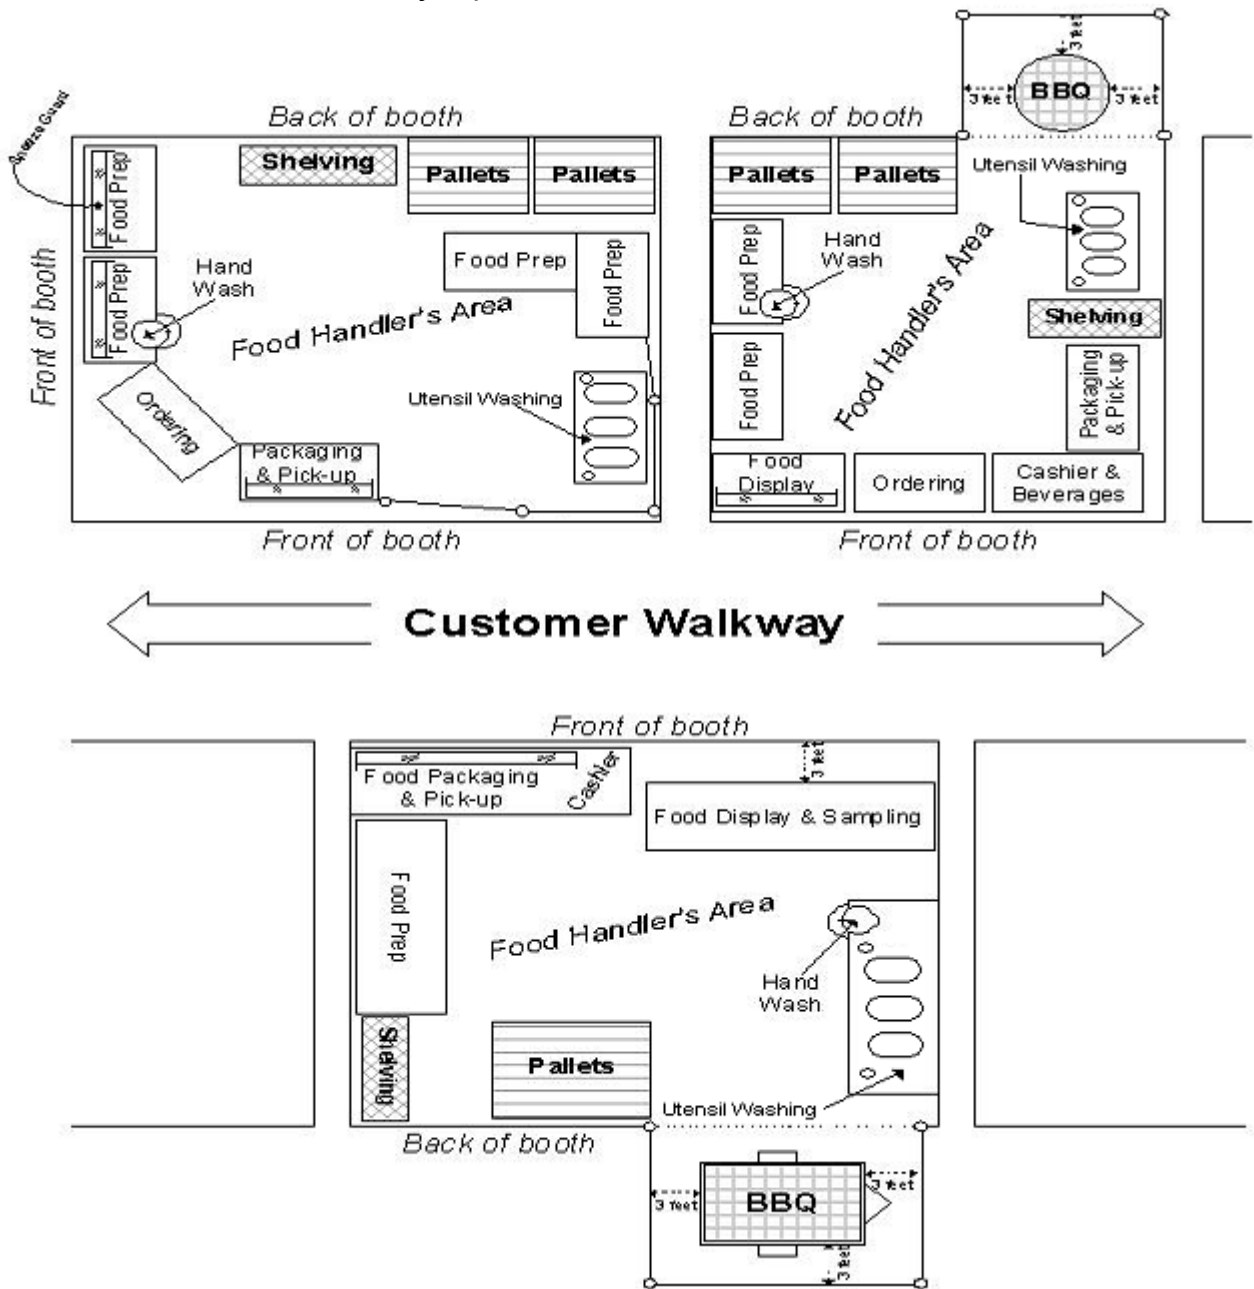 3 feet
3 feet
BBQ
3 feet
Back of booth
Back of booth
Sneeze Guard
Food Prep
Shelving
Pallets
Pallets
Pallets
Pallets
Utensil Washing
Front of booth
Food Prep
Hand
Wash
Food Prep
Food Prep
Food Handler's Area
Food Prep
Hand
Wash
Food Handler's Area
Shelving
Ordering
Utensil Washing
Food Prep
Packaging
& Pick-up
Packaging
& Pick-up
Food
Display
Ordering
Cashier &
Beverages
Front of booth
Front of booth
Customer Walkway
Front of booth
Food Packaging
& Pick-up
Cashier
3 feet
Food Display & Sampling
Food Prep
Food Handler's Area
Hand
Wash
Shelving
Pallets
Utensil Washing
Back of booth
3 feet
BBQ
3 feet
3 feet